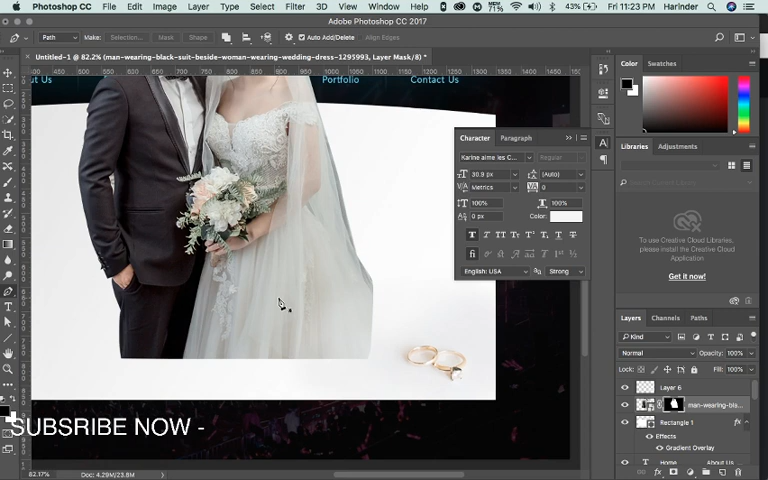 Photoshop CC File Edit Image Layer Type Select Filter 3D View Window Help 43% Fri 11:23 PM Harinder
Adobe Photoshop CC 2017
Path Make: Selection... Mask Shape Auto Add/Delete
Untitled-1 @ 82.2% (man-wearing-black-suit-beside-woman-wearing-wedding-dress-1295993, Layer Mask/8) *
ut Us Portfolio Contact Us
Color Swatches
Character Paragraph
Karine aime les C... Regular
30.9 px (Auto)
Metrics 0
100% 100%
0 px Color:
English: USA Strong
Libraries Adjustments
To use Creative Cloud Libraries,
please install the Creative Cloud
Application
Get it now!
Layers Channels Paths
Kind
Normal Opacity: 100%
Lock: Fill: 100%
Layer 6
man-wearing-bla...
Rectangle 1 fx
Effects
Gradient Overlay
Home About Us
SUBSRIBE NOW -
82.17% Doc: 4.29M/23.8M